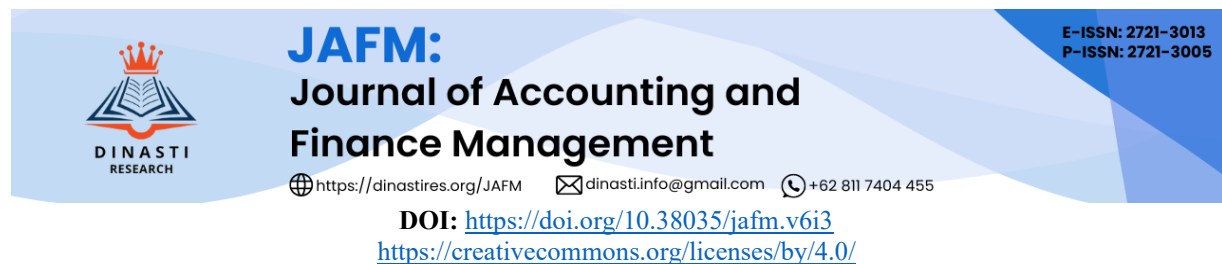 JAFM:
Journal of Accounting and
Finance Management
DINASTI
RESEARCH
https://dinastires.org/JAFM dinasti.info@gmail.com +62 811 7404 455
E-ISSN: 2721-3013
P-ISSN: 2721-3005
DOI: https://doi.org/10.38035/jafm.v6i3
https://creativecommons.org/licenses/by/4.0/